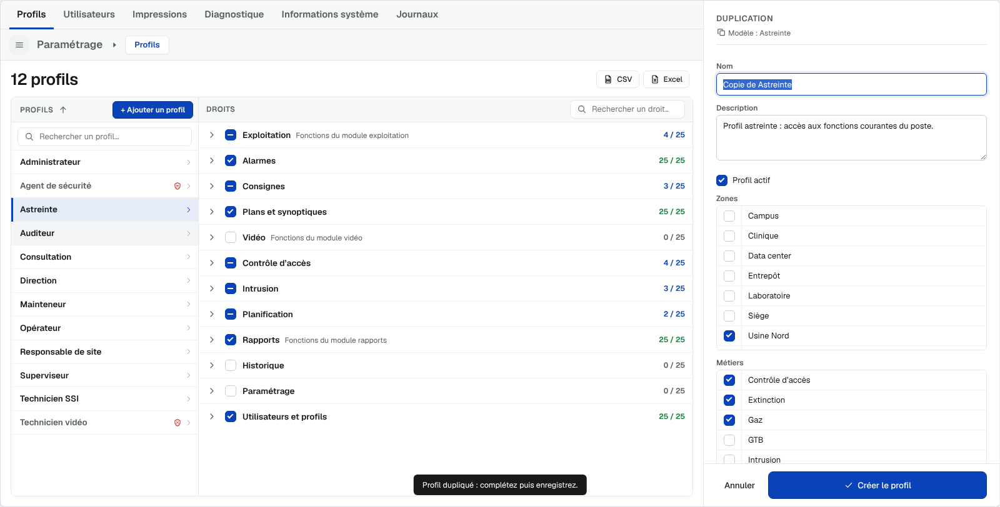 Profils Utilisateurs Impressions Diagnostique Informations système Journaux
Paramétrage Profils
12 profils
CSV Excel
PROFILS
+ Ajouter un profil
Rechercher un profil...
Administrateur
Agent de sécurité
Astreinte
Auditeur
Consultation
Direction
Mainteneur
Opérateur
Responsable de site
Superviseur
Technicien SSI
Technicien vidéo
DROITS
Rechercher un droit..
Exploitation Fonctions du module exploitation 4 / 25
Alarmes 25 / 25
Consignes 3 / 25
Plans et synoptiques 25 / 25
Vidéo Fonctions du module vidéo 0 / 25
Contrôle d'accès 4 / 25
Intrusion 3 / 25
Planification 2 / 25
Rapports Fonctions du module rapports 25 / 25
Historique 0 / 25
Paramétrage 0 / 25
Utilisateurs et profils 25 / 25
Profil dupliqué : complétez puis enregistrez.
DUPLICATION
Modèle : Astreinte
Nom
Copie de Astreinte
Description
Profil astreinte : accès aux fonctions courantes du poste.
Profil actif
Zones
Campus
Clinique
Data center
Entrepôt
Laboratoire
Siège
Usine Nord
Métiers
Contrôle d'accès
Extinction
Gaz
GTB
Intrusion
Annuler Créer le profil